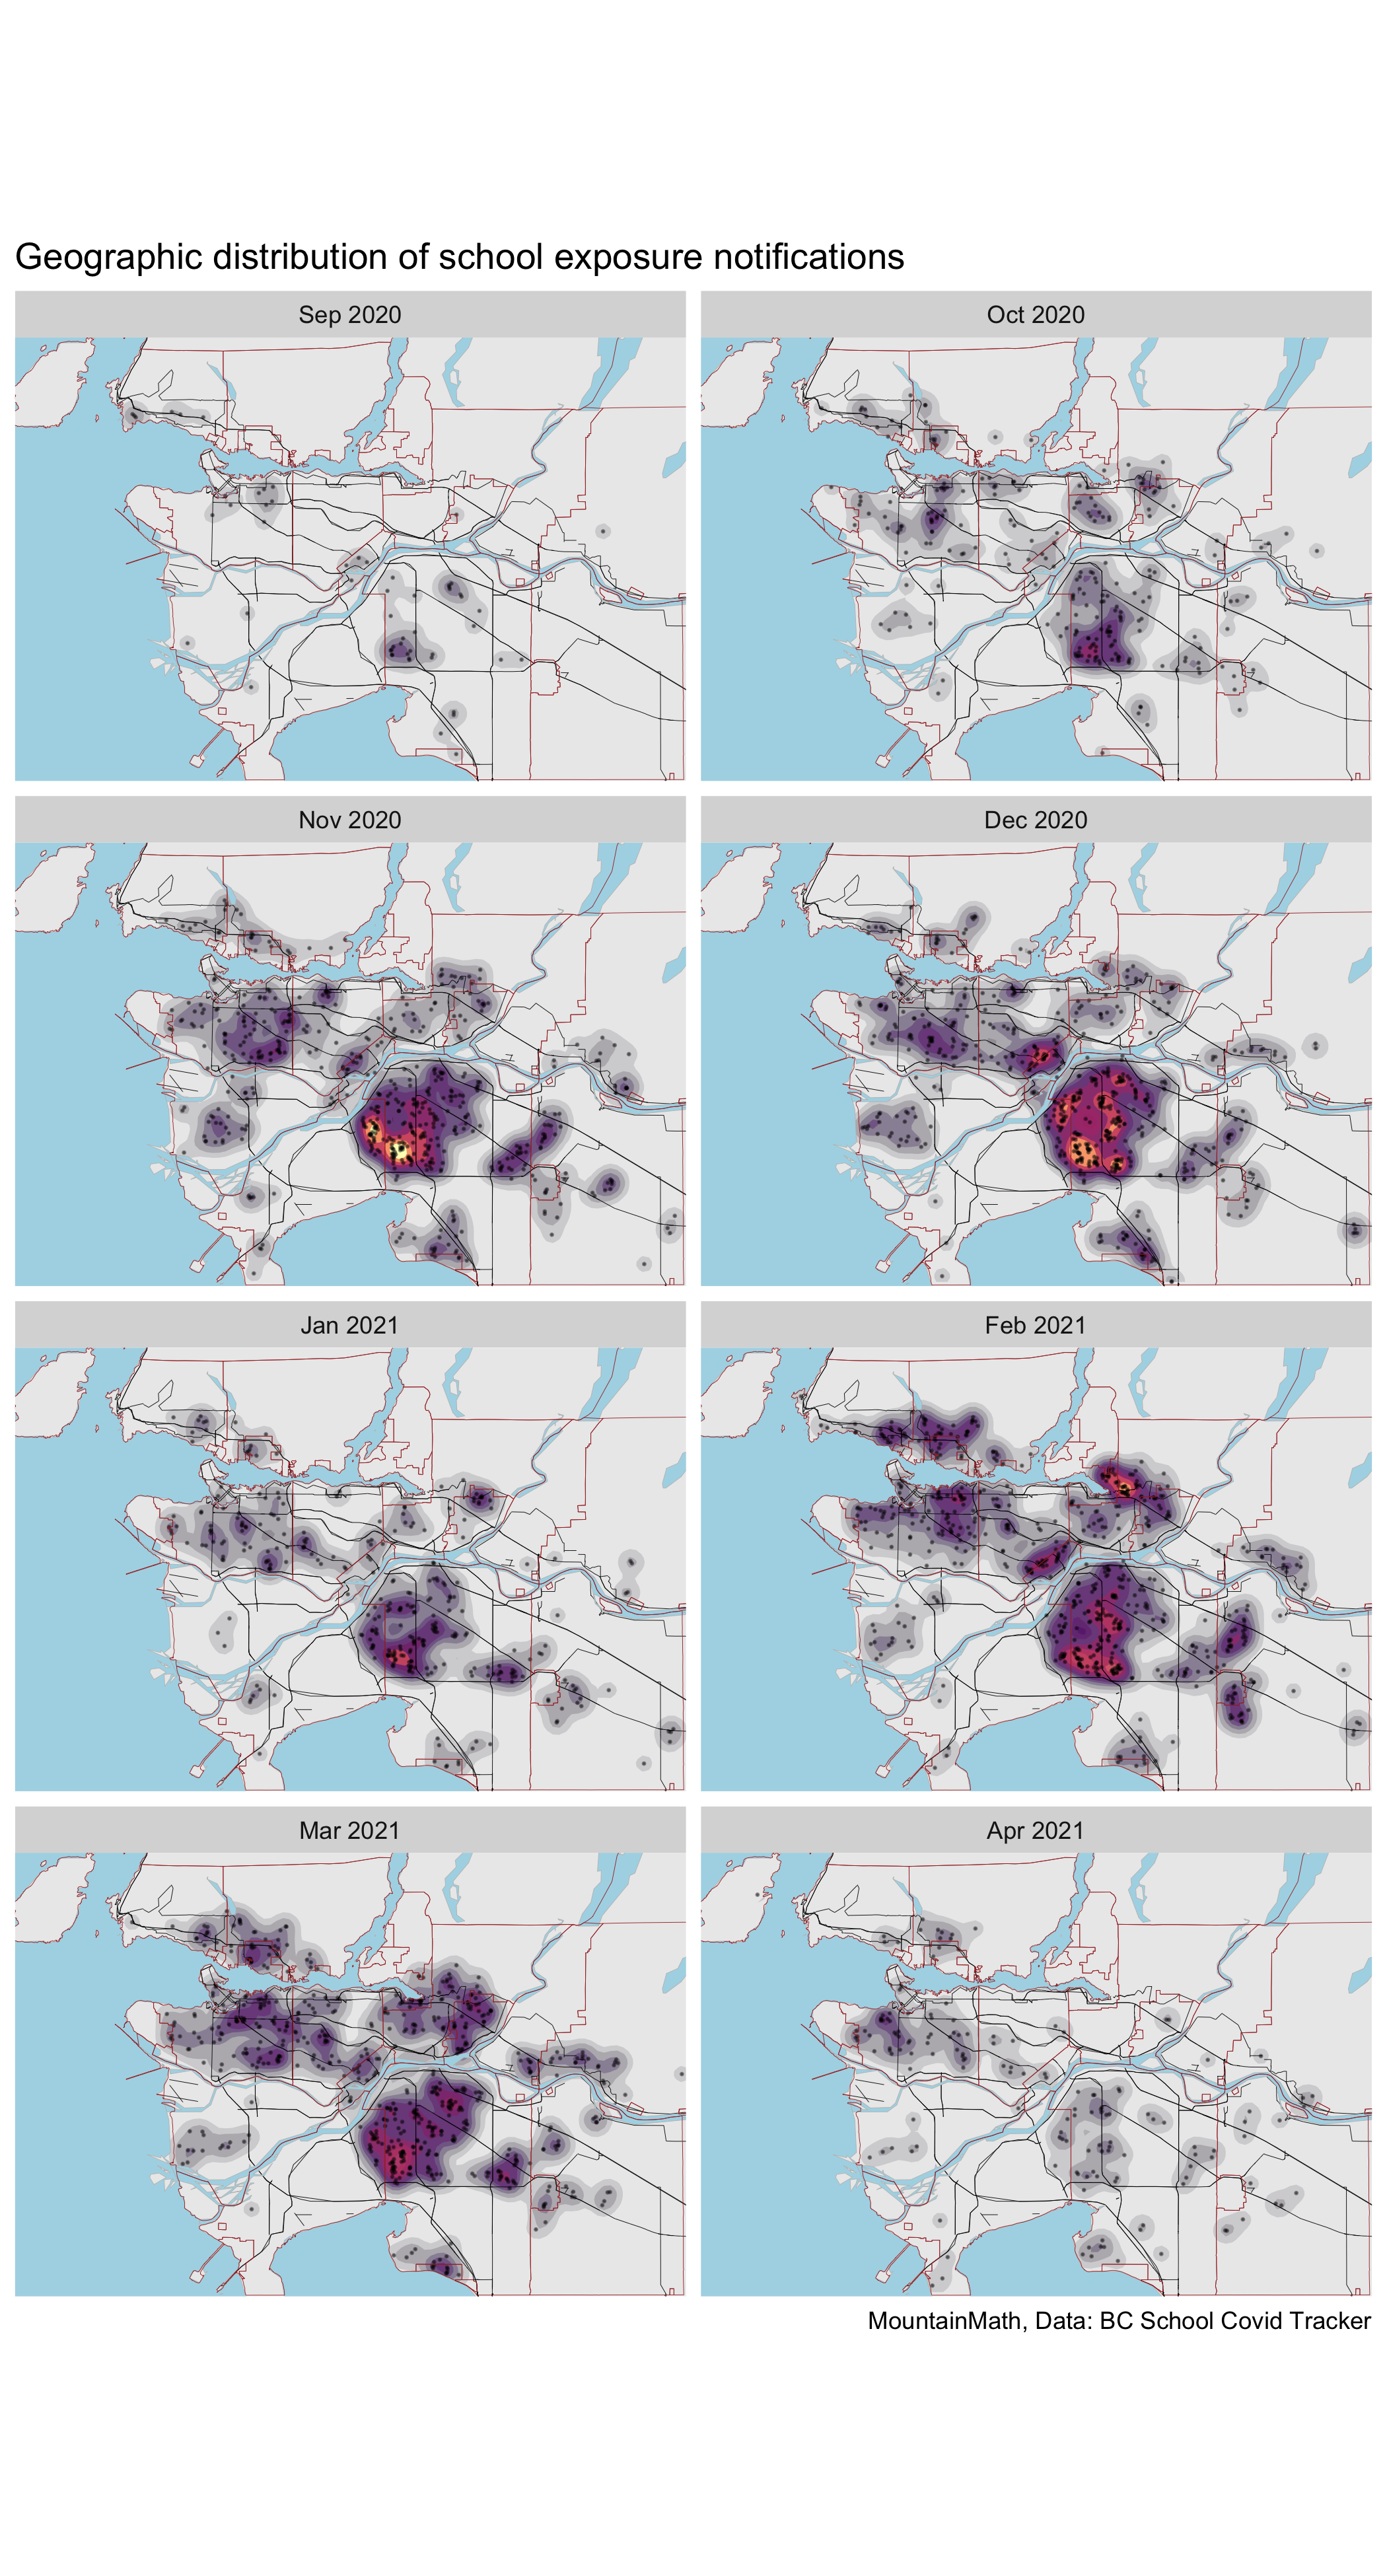 Geographic distribution of school exposure notifications
Sep 2020
Oct 2020
Nov 2020
Dec 2020
Jan 2021
Feb 2021
Mar 2021
Apr 2021
MountainMath, Data: BC School Covid Tracker